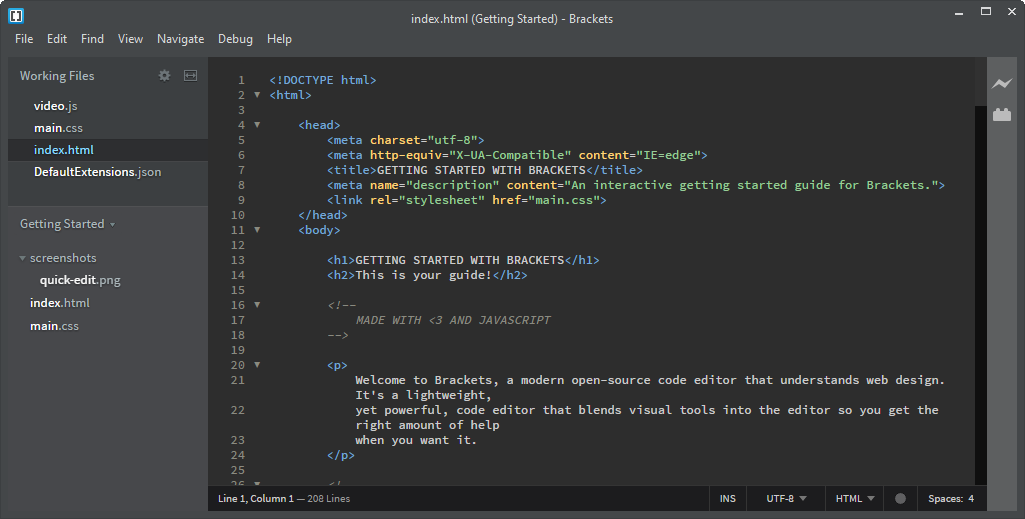 index.html (Getting Started) - Brackets
File Edit Find View Navigate Debug Help
Working Files
video.js
main.css
index.html
DefaultExtensions.json
Getting Started
screenshots
quick-edit.png
index.html
main.css
1 <!DOCTYPE html>
2 <html>
3
4 <head>
5 <meta charset="utf-8">
6 <meta http-equiv="X-UA-Compatible" content="IE=edge">
7 <title>GETTING STARTED WITH BRACKETS</title>
8 <meta name="description" content="An interactive getting started guide for Brackets.">
9 <link rel="stylesheet" href="main.css">
10 </head>
11 <body>
12
13 <h1>GETTING STARTED WITH BRACKETS</h1>
14 <h2>This is your guide!</h2>
15
16 <!--
17 MADE WITH <3 AND JAVASCRIPT
18 -->
19
20 <p>
21 Welcome to Brackets, a modern open-source code editor that understands web design.
It's a lightweight,
22 yet powerful, code editor that blends visual tools into the editor so you get the
right amount of help
23 when you want it.
24 </p>
25
Line 1, Column 1 — 208 Lines INS UTF-8 HTML Spaces: 4